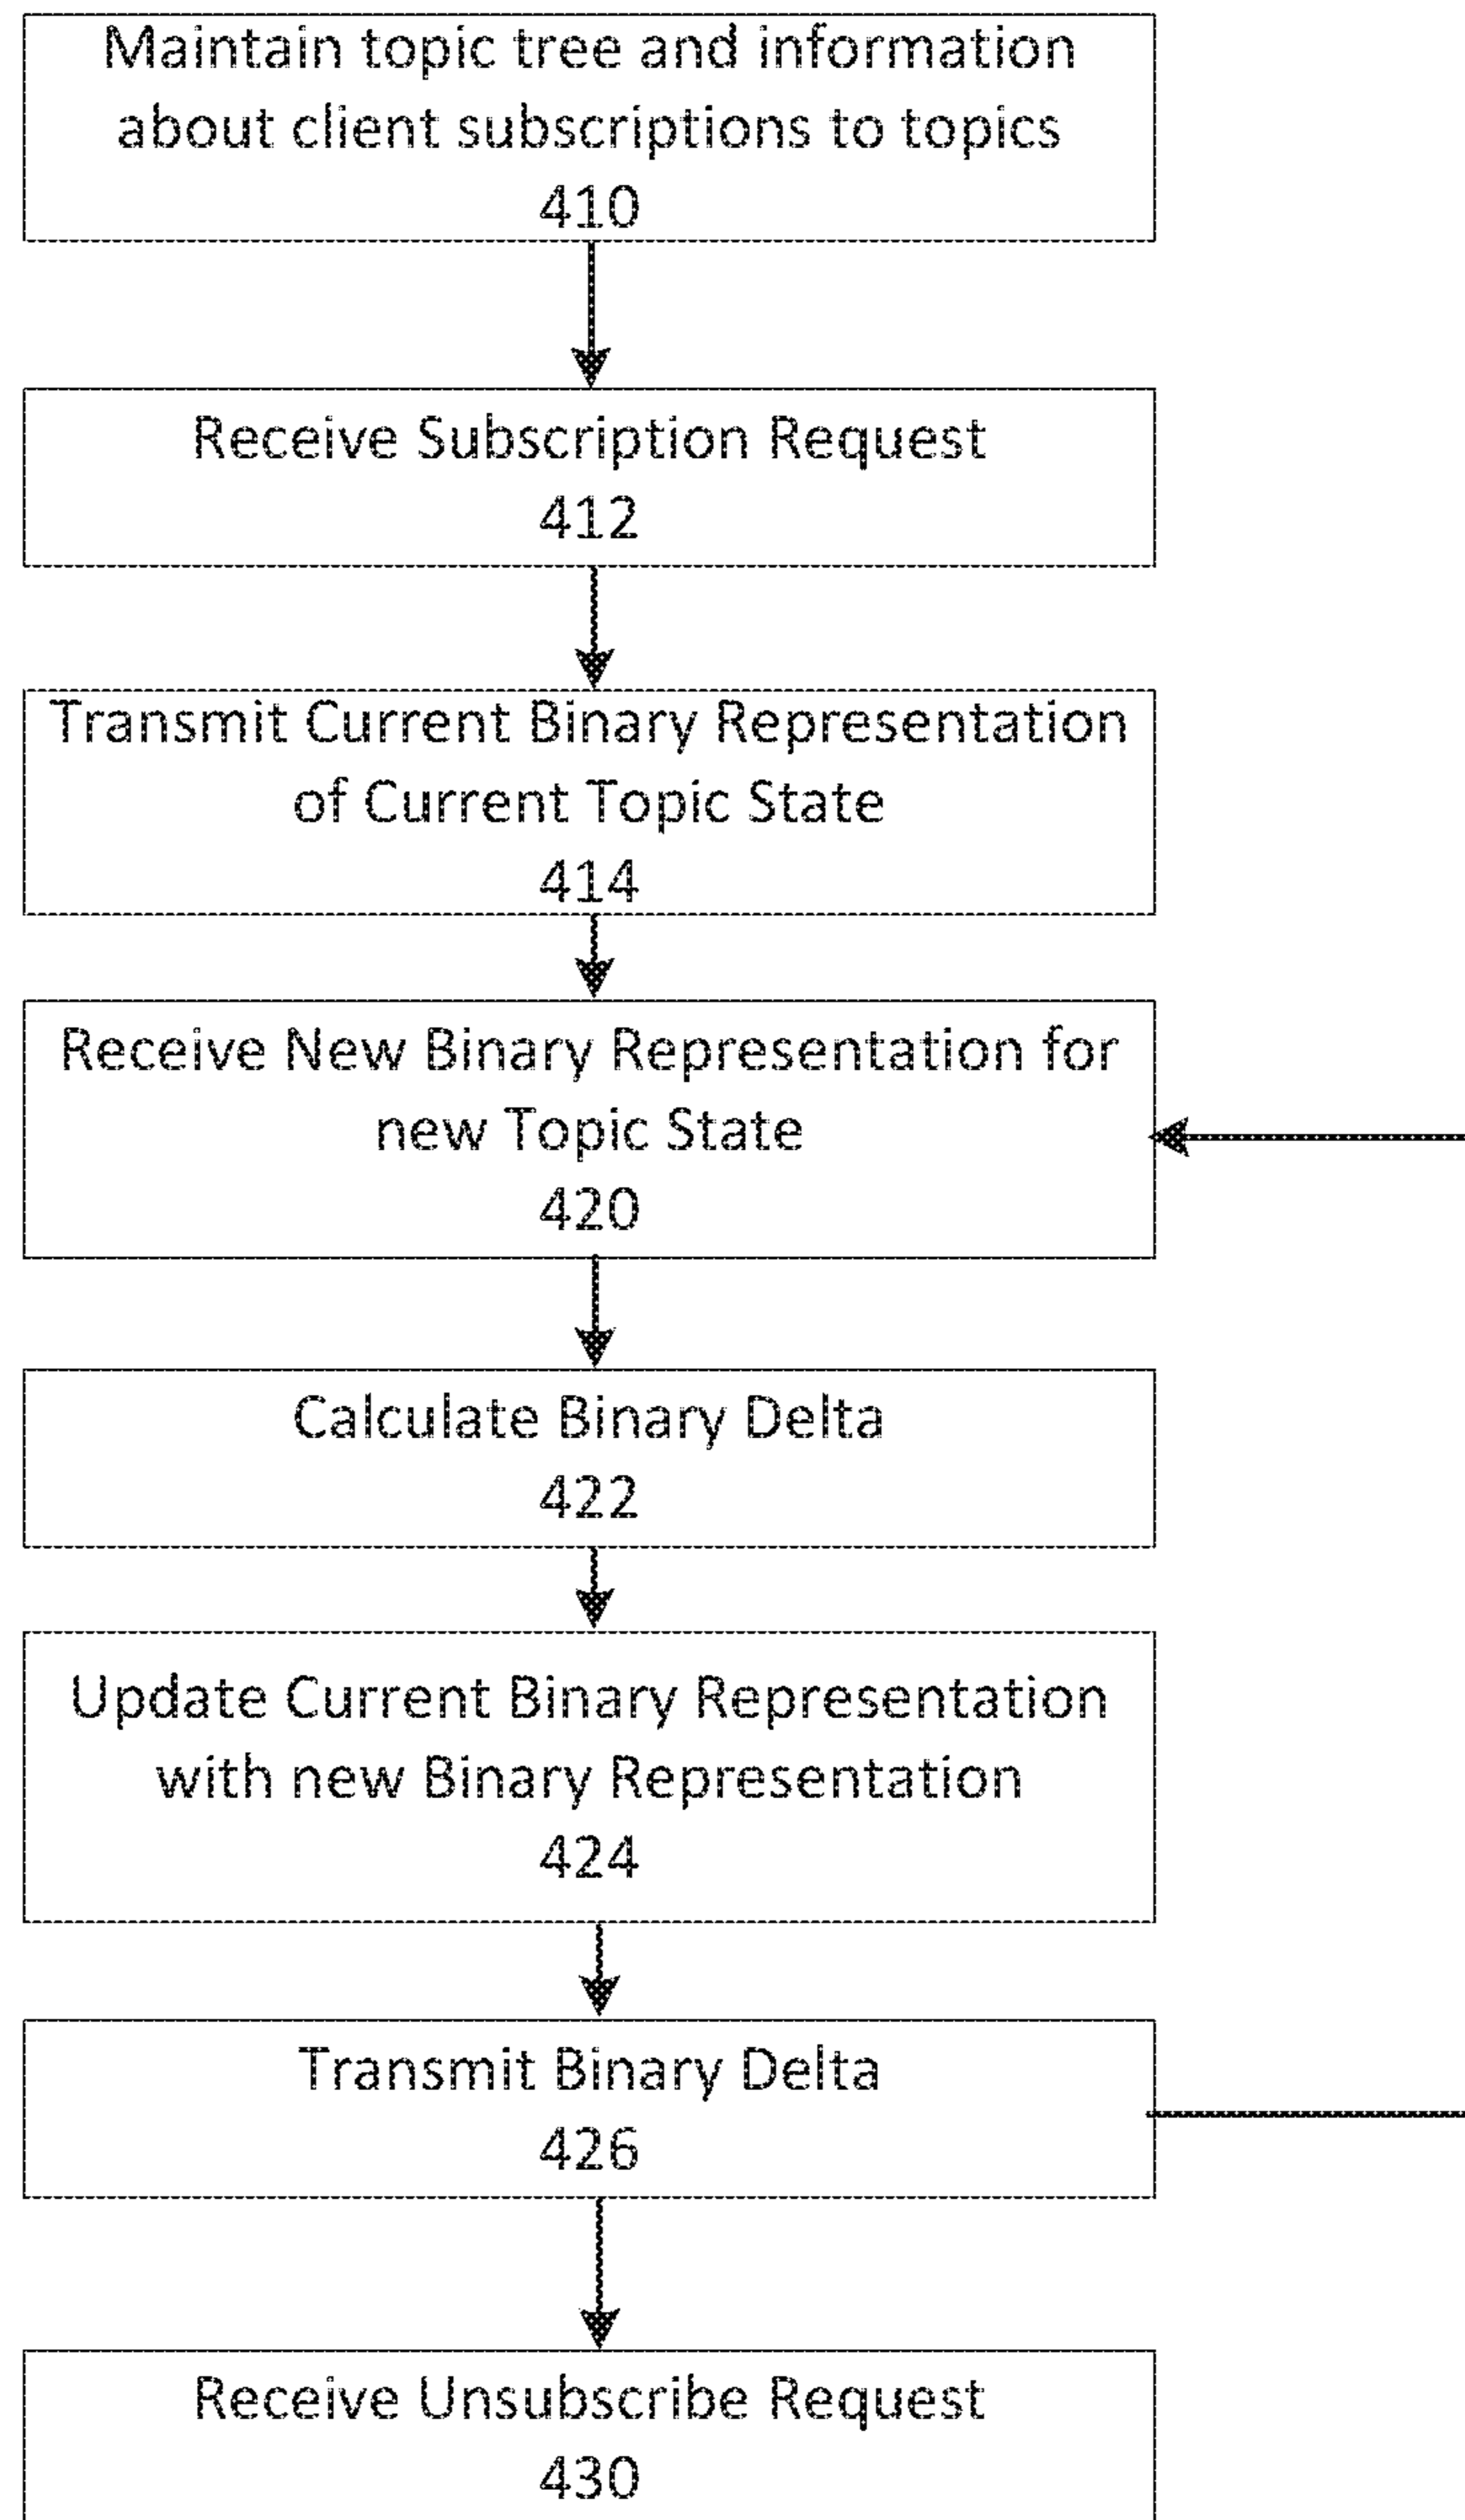 Maintain topic tree and information
about client subscriptions to topics
410
Receive Subscription Request
412
Transmit Current Binary Representation
of Current Topic State
414
Receive New Binary Representation for
new Topic State
420
Calculate Binary Delta
422
Update Current Binary Representation
with new Binary Representation
424
Transmit Binary Delta
426
Receive Unsubscribe Request
430